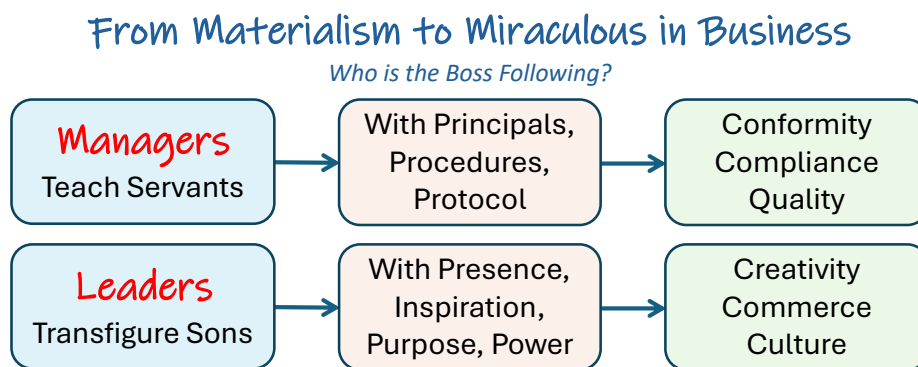 From Materialism to Miraculous in Business
Who is the Boss Following?
Managers
Teach Servants
With Principals,
Procedures,
Protocol
Conformity
Compliance
Quality
Leaders
Transfigure Sons
With Presence,
Inspiration,
Purpose, Power
Creativity
Commerce
Culture